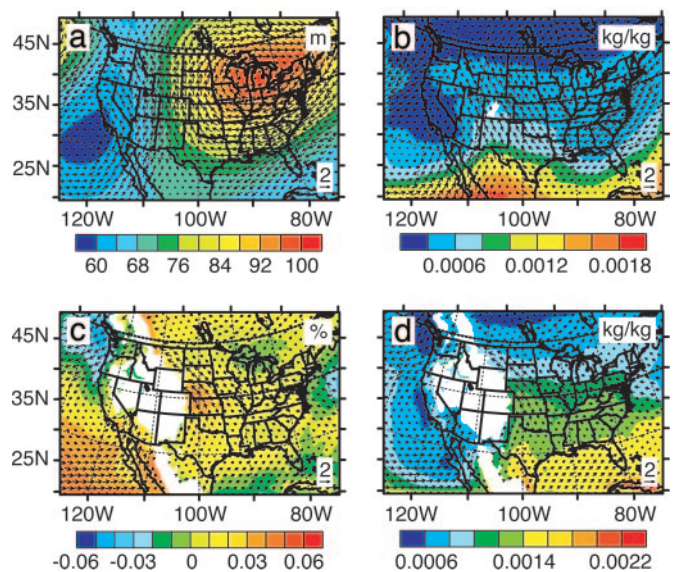 a m b kg/kg
45N
35N
25N
2 2
120W 100W 80W 120W 100W 80W
60 68 76 84 92 100 0.0006 0.0012 0.0018
c % d kg/kg
45N
35N
25N
2 2
120W 100W 80W 120W 100W 80W
-0.06 -0.03 0 0.03 0.06 0.0006 0.0014 0.0022